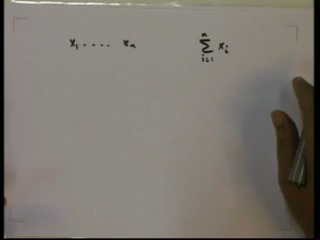 x₁ .... xₙ
∑ᵢ₌₁ⁿ xᵢ